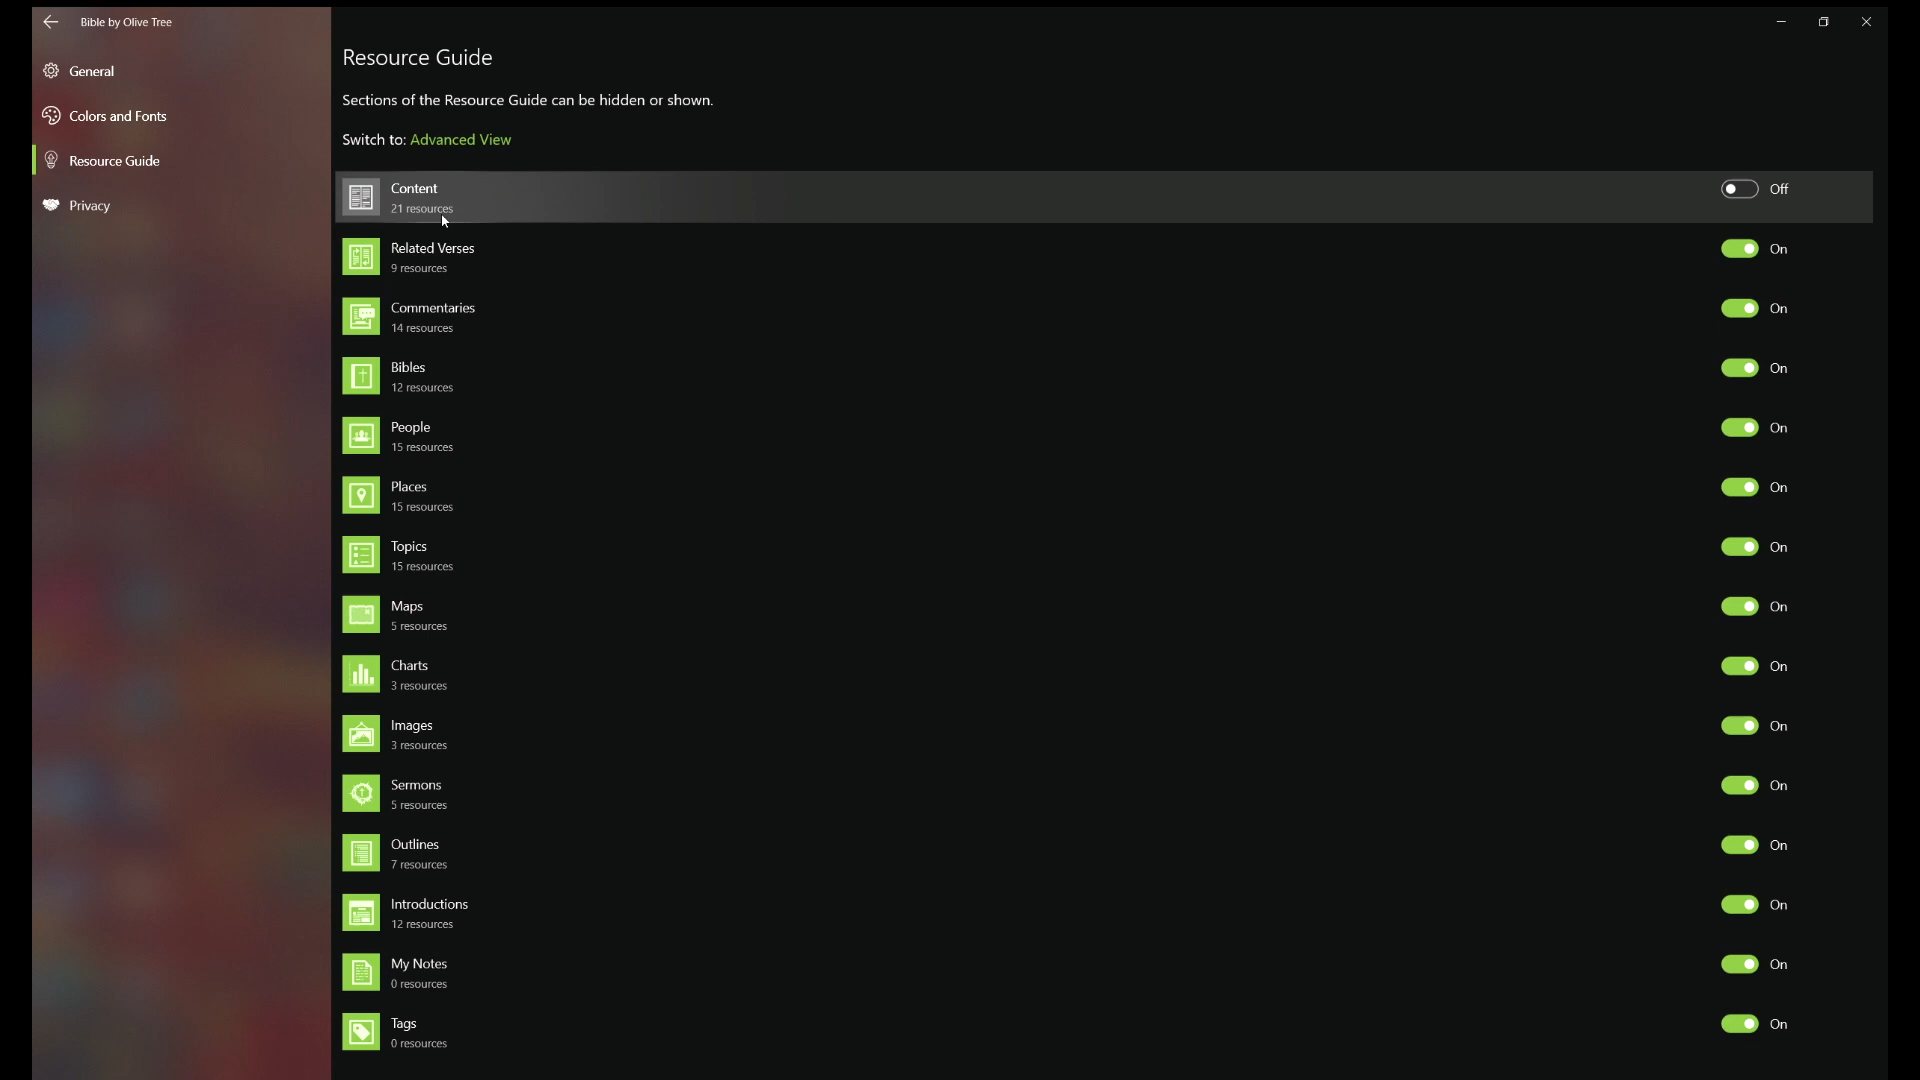 Bible by Olive Tree
General
Colors and Fonts
Resource Guide
Privacy
Resource Guide
Sections of the Resource Guide can be hidden or shown.
Switch to: Advanced View
Content
21 resources
Off
Related Verses
9 resources
On
Commentaries
14 resources
On
Bibles
12 resources
On
People
15 resources
On
Places
15 resources
On
Topics
15 resources
On
Maps
5 resources
On
Charts
3 resources
On
Images
3 resources
On
Sermons
5 resources
On
Outlines
7 resources
On
Introductions
12 resources
On
My Notes
0 resources
On
Tags
0 resources
On